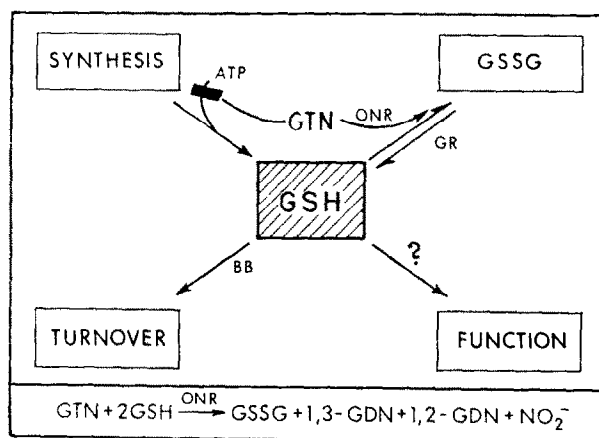 SYNTHESIS
ATP
GSSG
GTN
ONR
GR
GSH
BB
?
TURNOVER
FUNCTION
ONR
GTN + 2GSH → GSSG + 1,3-GDN + 1,2-GDN + NO₂⁻